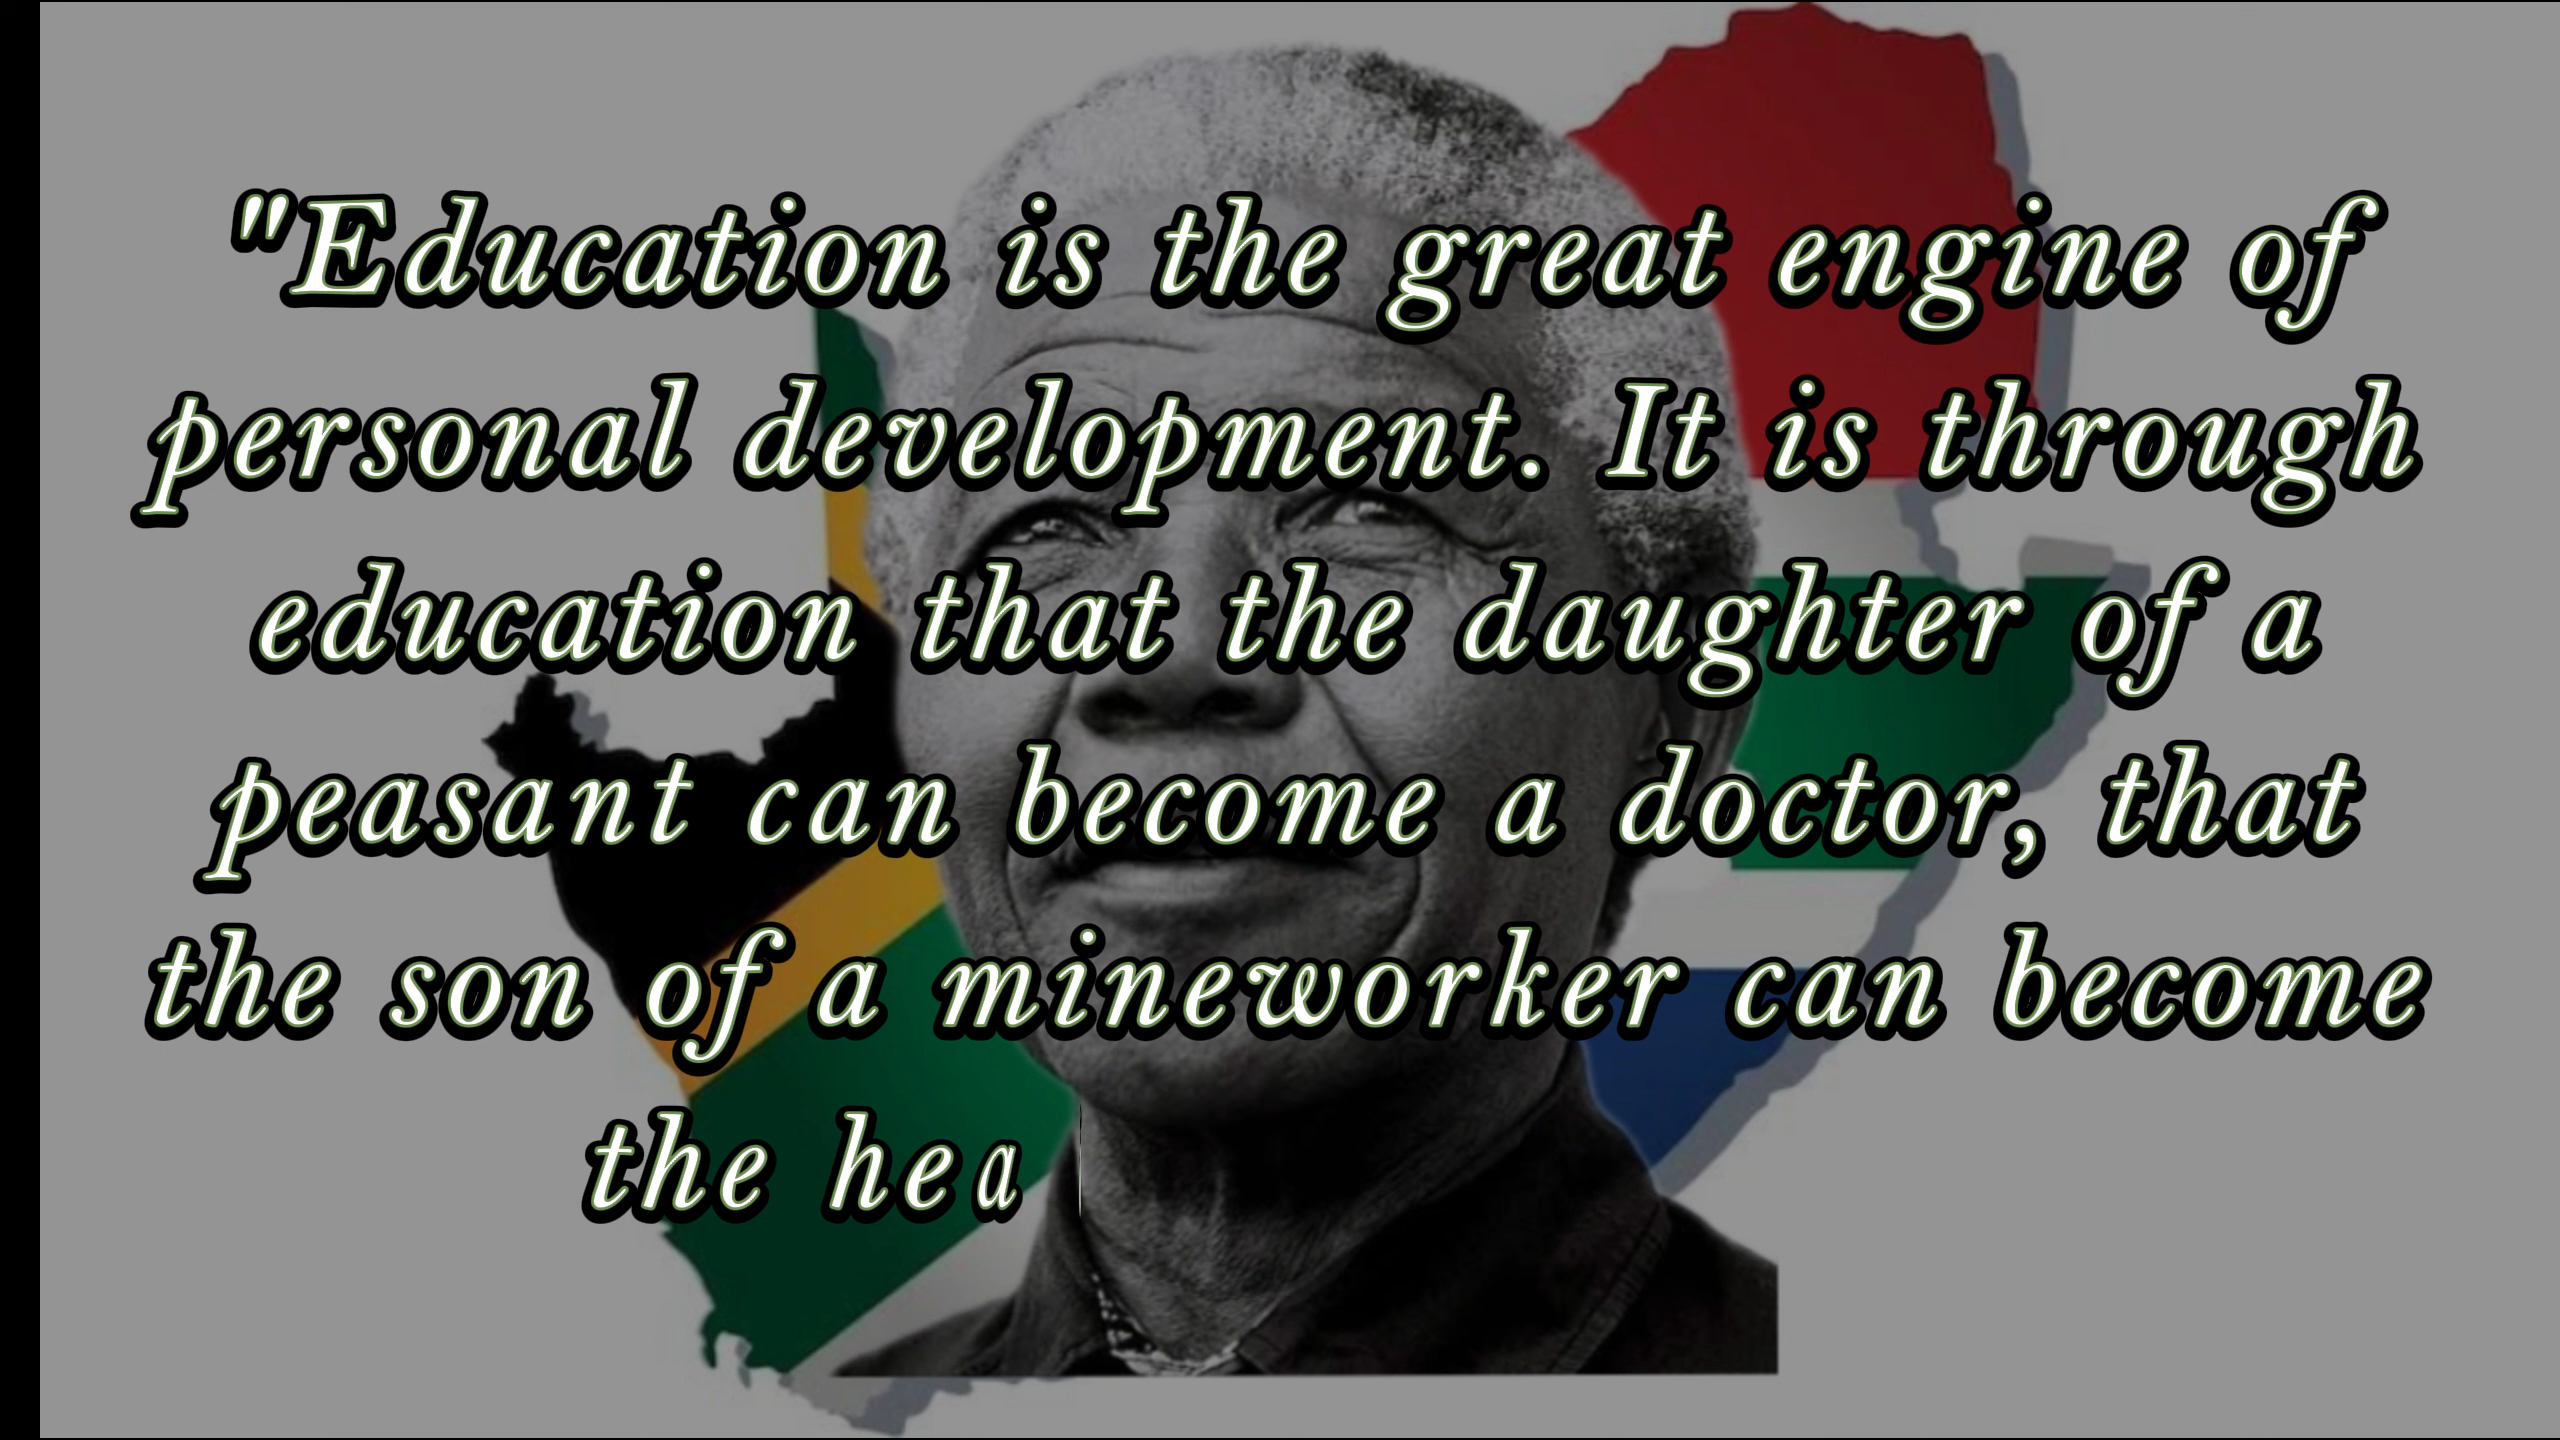 "Education is the great engine of
personal development. It is through
education that the daughter of a
peasant can become a doctor, that
the son of a mineworker can become
the hea